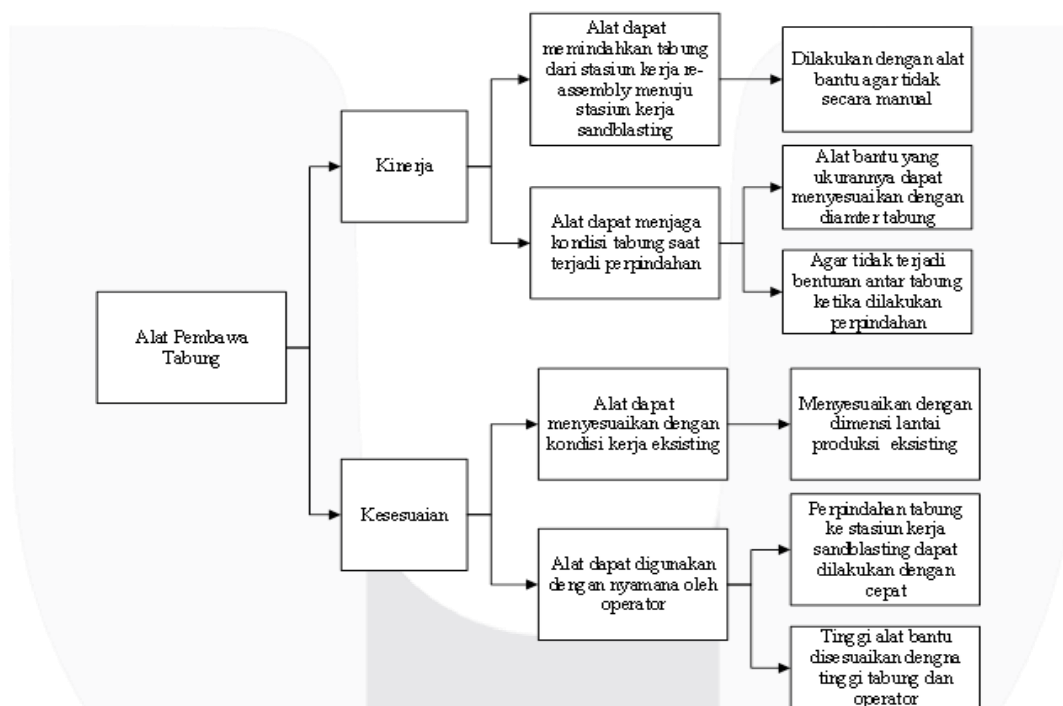 Alat dapat
memindahkan tabung
dari stasiun kerja re-
assembly menuju
stasiun kerja
sandblasting
Dilakukan dengan alat
bantu agar tidak
secara manual
Kinerja
Alat bantu yang
ukurannya dapat
menyesuaikan dengan
diamter tabung
Alat dapat menjaga
kondisi tabung saat
terjadi perpindahan
Agar tidak terjadi
benturan antar tabung
ketika dilakukan
perpindahan
Alat Pembawa
Tabung
Alat dapat
menyesuaikan dengan
kondisi kerja eksisting
Menyesuaikan dengan
dimensi lantai
produksi eksisting
Kesesuaian
Perpindahan tabung
ke stasiun kerja
sandblasting dapat
dilakukan dengan
cepat
Alat dapat digunakan
dengan nyamana oleh
operator
Tinggi alat bantu
disesuaikan dengna
tinggi tabung dan
operator